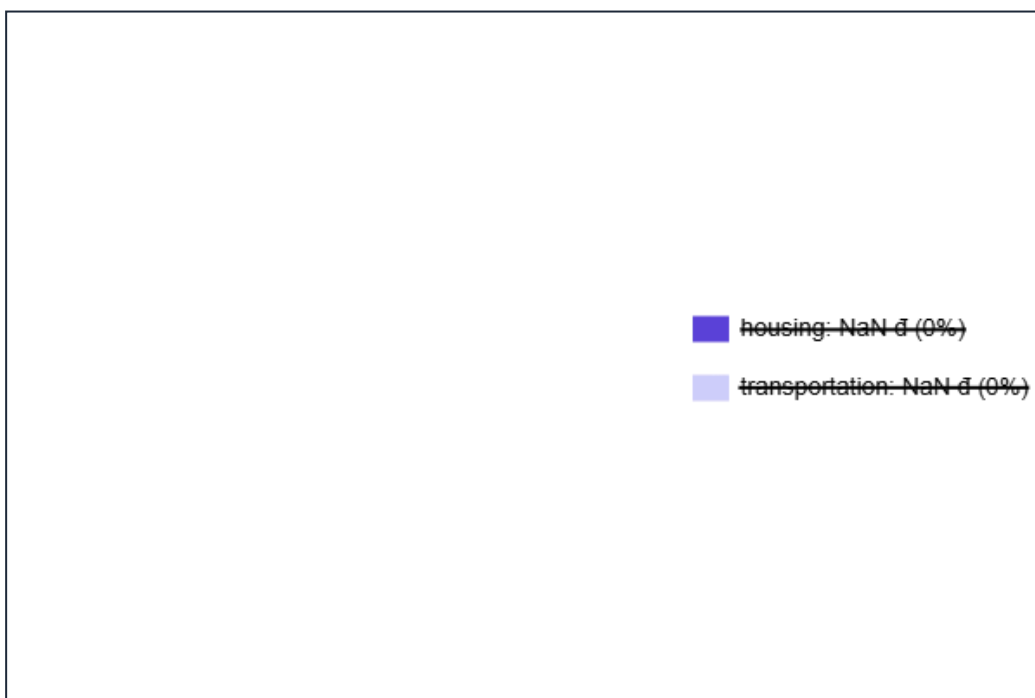 housing: NaN đ (0%)
transportation: NaN đ (0%)